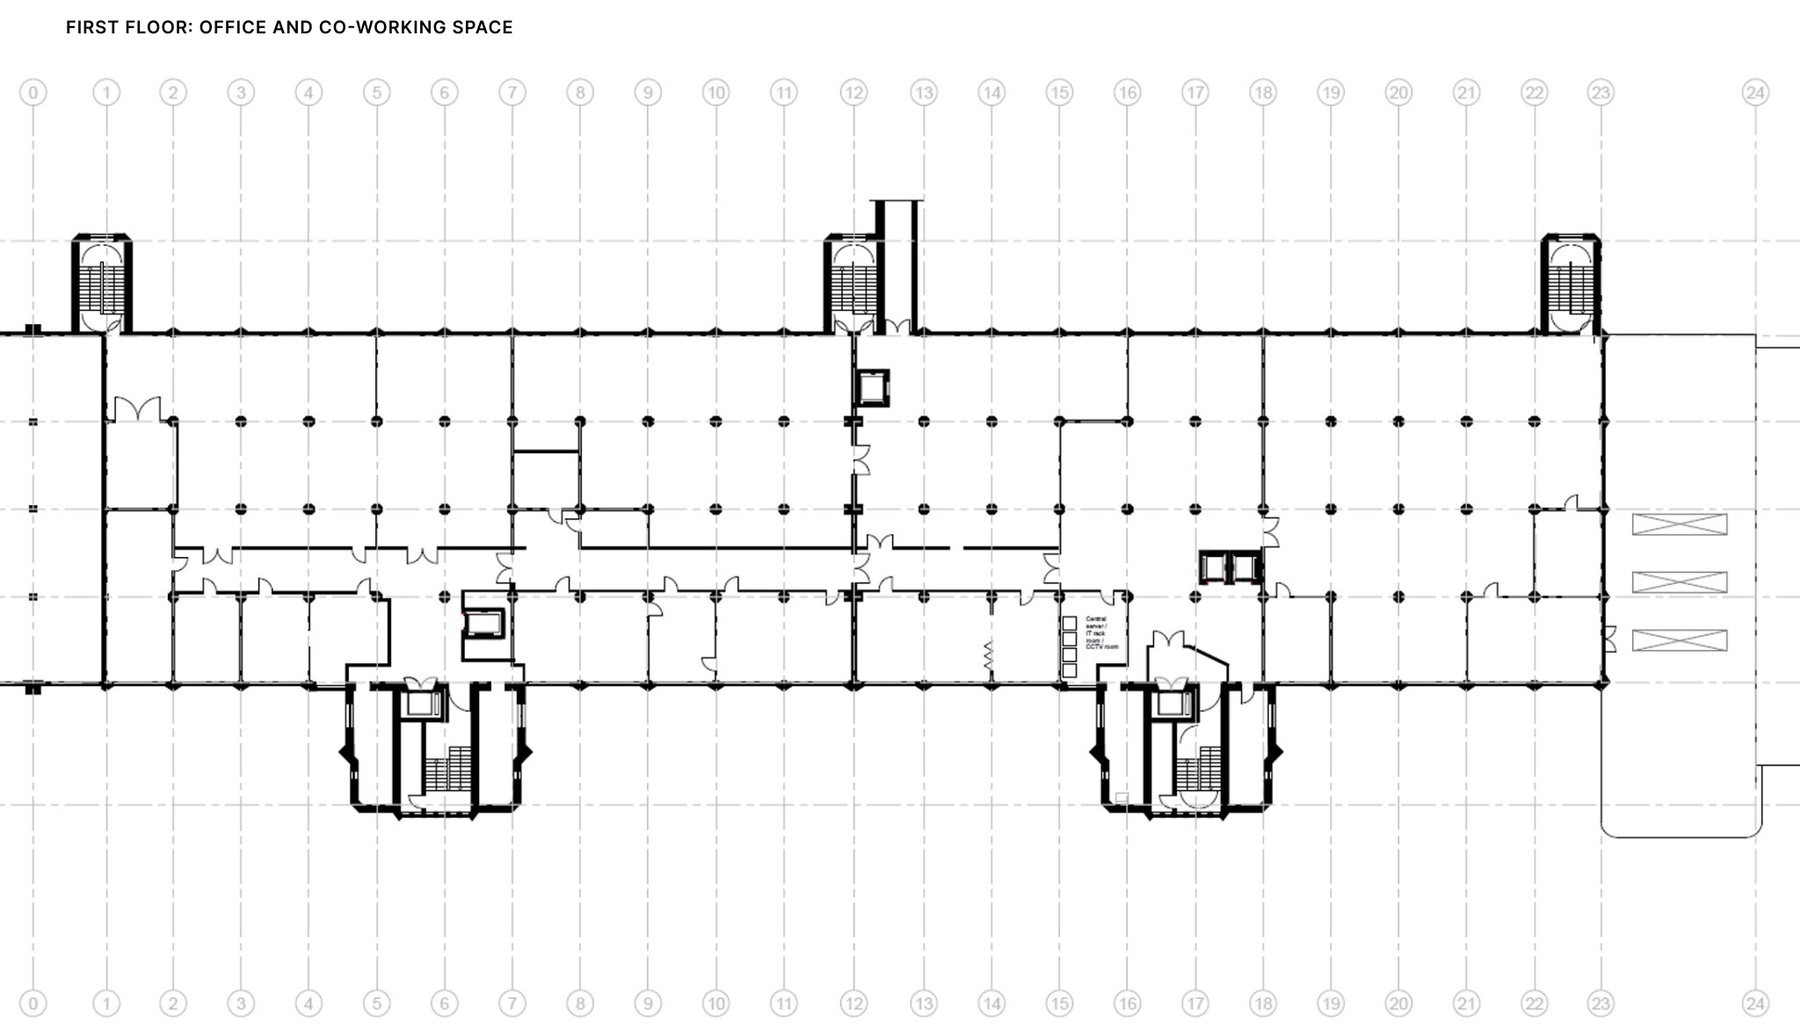 FIRST FLOOR: OFFICE AND CO-WORKING SPACE
0 1 2 3 4 5 6 7 8 9 10 11 12 13 14 15 16 17 18 19 20 21 22 23 24
Central
server /
IT rack
room /
CCTV room
0 1 2 3 4 5 6 7 8 9 10 11 12 13 14 15 16 17 18 19 20 21 22 23 24